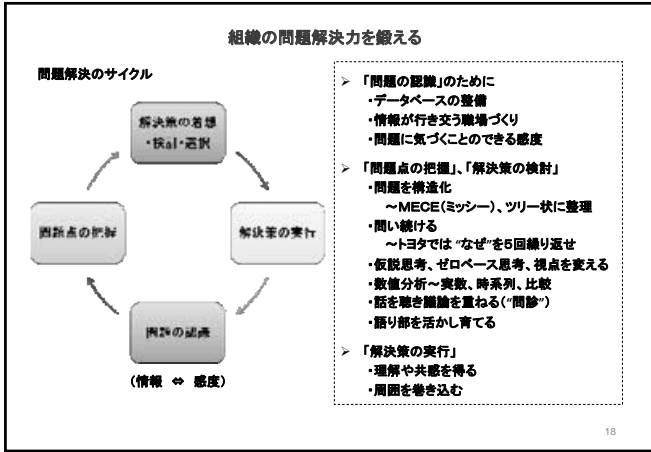 組織の問題解決力を鍛える
問題解決のサイクル
解決策の着想
・検討・選択
問題点の把握
解決策の実行
問題の認識
(情報 ⇔ 感度)
➢ 「問題の認識」のために
・データベースの整備
・情報が行き交う職場づくり
・問題に気づくことのできる感度
➢ 「問題点の把握」、「解決策の検討」
・問題を構造化
～MECE(ミッシー)、ツリー状に整理
・問い続ける
～トヨタでは “なぜ”を5回繰り返せ
・仮説思考、ゼロベース思考、視点を変える
・数値分析～実数、時系列、比較
・話を聴き議論を重ねる(“問診”)
・語り部を活かし育てる
➢ 「解決策の実行」
・理解や共感を得る
・周囲を巻き込む
18